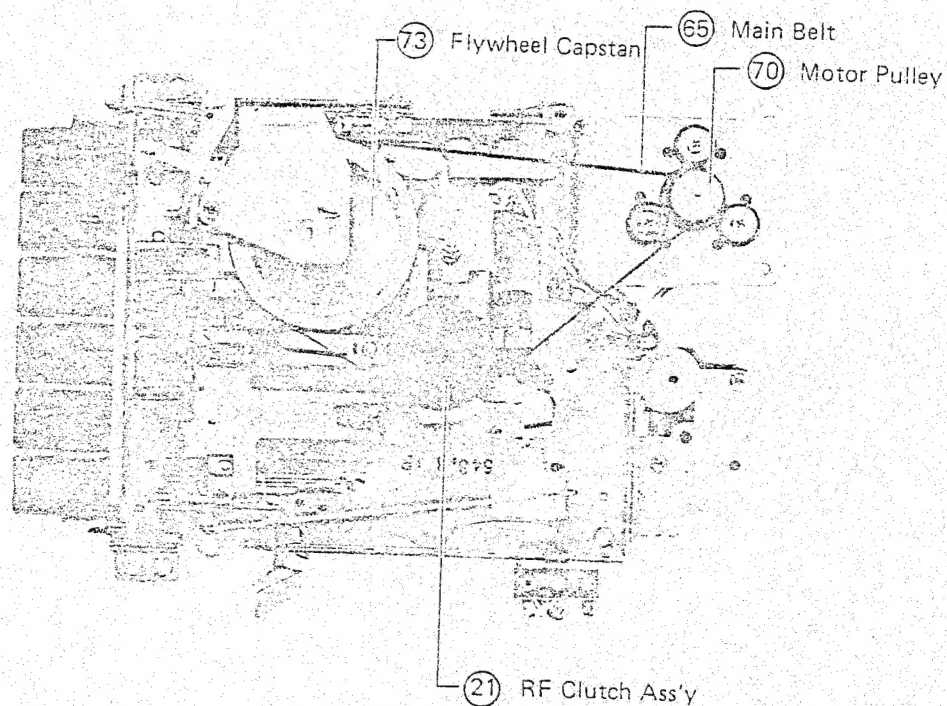 73 Flywheel Capstan
65 Main Belt
70 Motor Pulley
21 RF Clutch Ass'y